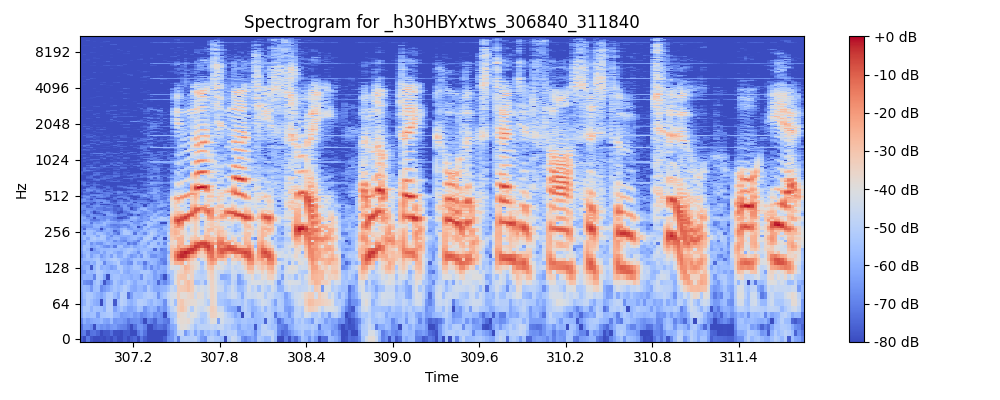 Spectrogram for _h30HBYxtws_306840_311840
Hz
8192
4096
2048
1024
512
256
128
64
0
307.2 307.8 308.4 309.0 309.6 310.2 310.8 311.4
Time
+0 dB
-10 dB
-20 dB
-30 dB
-40 dB
-50 dB
-60 dB
-70 dB
-80 dB